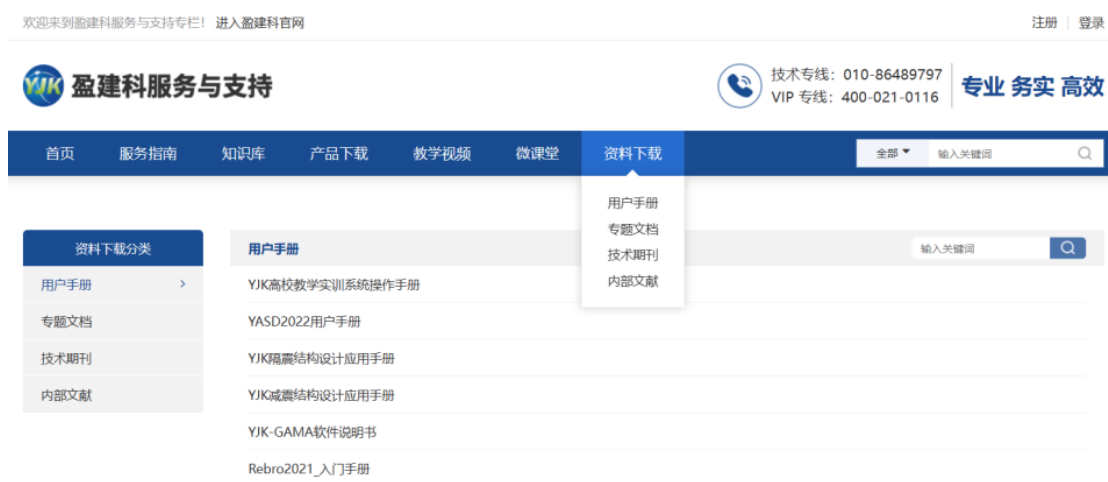 欢迎来到盈建科服务与支持专栏！ 进入盈建科官网 注册 登录
YJK 盈建科服务与支持
技术专线：010-86489797
VIP 专线：400-021-0116
专业 务实 高效
首页 服务指南 知识库 产品下载 教学视频 微课堂 资料下载 全部 输入关键词
用户手册
专题文档
技术期刊
内部文献
资料下载分类
用户手册
专题文档
技术期刊
内部文献
用户手册 输入关键词
YJK高校教学实训系统操作手册
YASD2022用户手册
YJK隔震结构设计应用手册
YJK减震结构设计应用手册
YJK-GAMA软件说明书
Rebro2021_入门手册